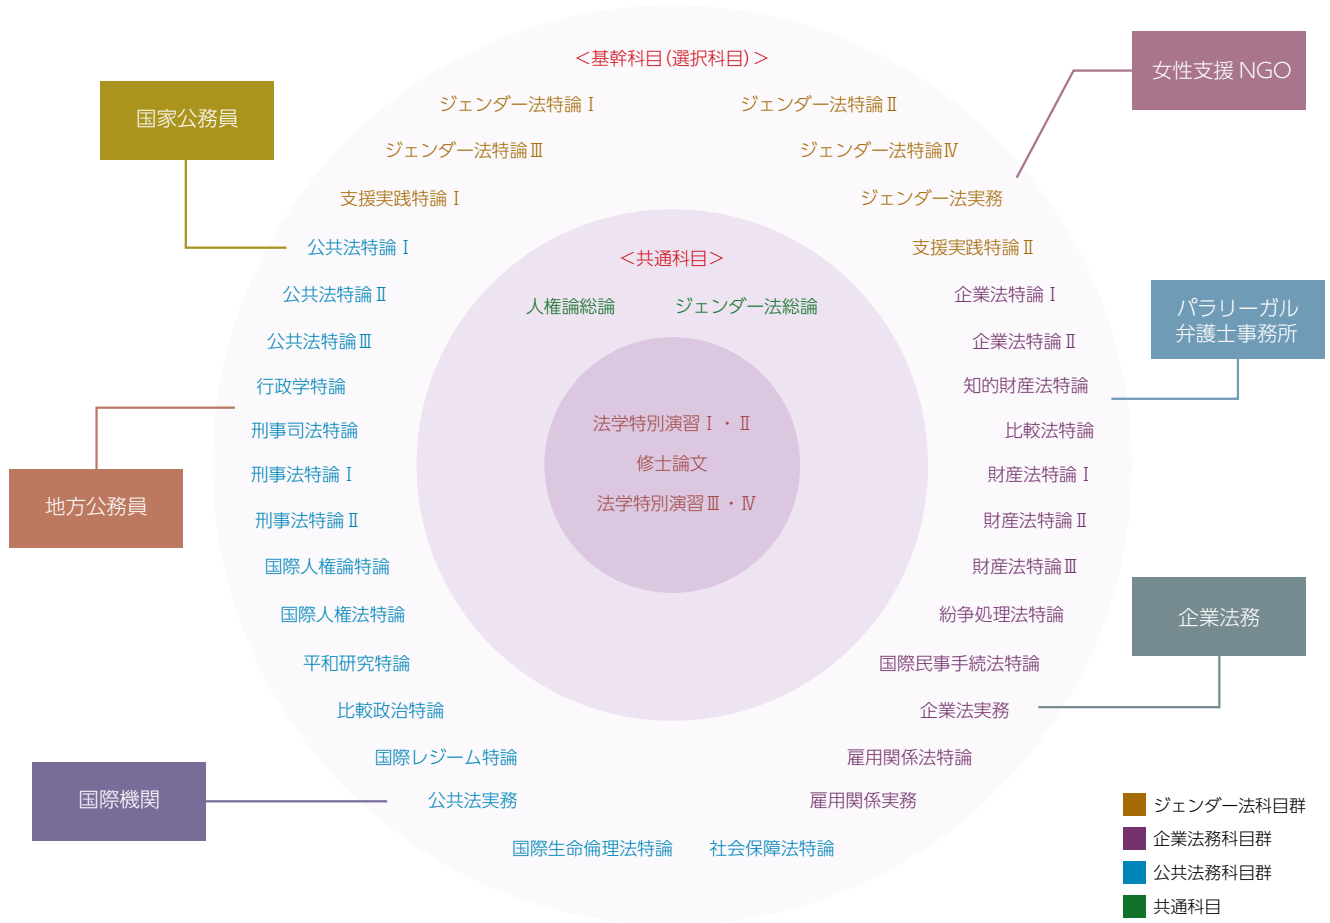 ＜基幹科目(選択科目)＞
女性支援 NGO
国家公務員
ジェンダー法特論Ⅰ
ジェンダー法特論Ⅱ
ジェンダー法特論Ⅲ
ジェンダー法特論Ⅳ
支援実践特論Ⅰ
ジェンダー法実務
公共法特論Ⅰ
支援実践特論Ⅱ
＜共通科目＞
公共法特論Ⅱ
企業法特論Ⅰ
人権論総論
ジェンダー法総論
パラリーガル
弁護士事務所
公共法特論Ⅲ
企業法特論Ⅱ
行政学特論
知的財産法特論
刑事司法特論
比較法特論
法学特別演習Ⅰ・Ⅱ
修士論文
法学特別演習Ⅲ・Ⅳ
刑事法特論Ⅰ
財産法特論Ⅰ
地方公務員
刑事法特論Ⅱ
財産法特論Ⅱ
国際人権論特論
財産法特論Ⅲ
国際人権法特論
紛争処理法特論
企業法務
平和研究特論
国際民事手続法特論
比較政治特論
企業法実務
国際レジーム特論
雇用関係法特論
国際機関
公共法実務
雇用関係実務
国際生命倫理法特論
社会保障法特論
ジェンダー法科目群
企業法務科目群
公共法務科目群
共通科目